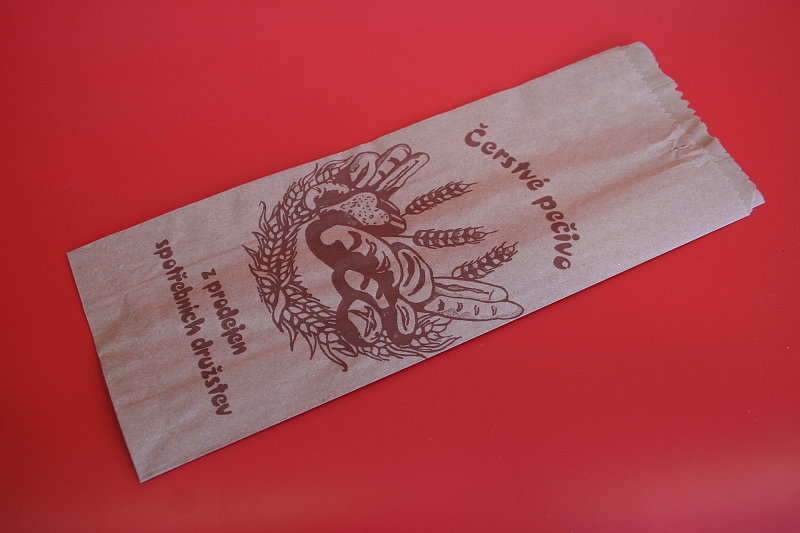 Čerstvé pečivo
z prodejen
spotřebních družstev